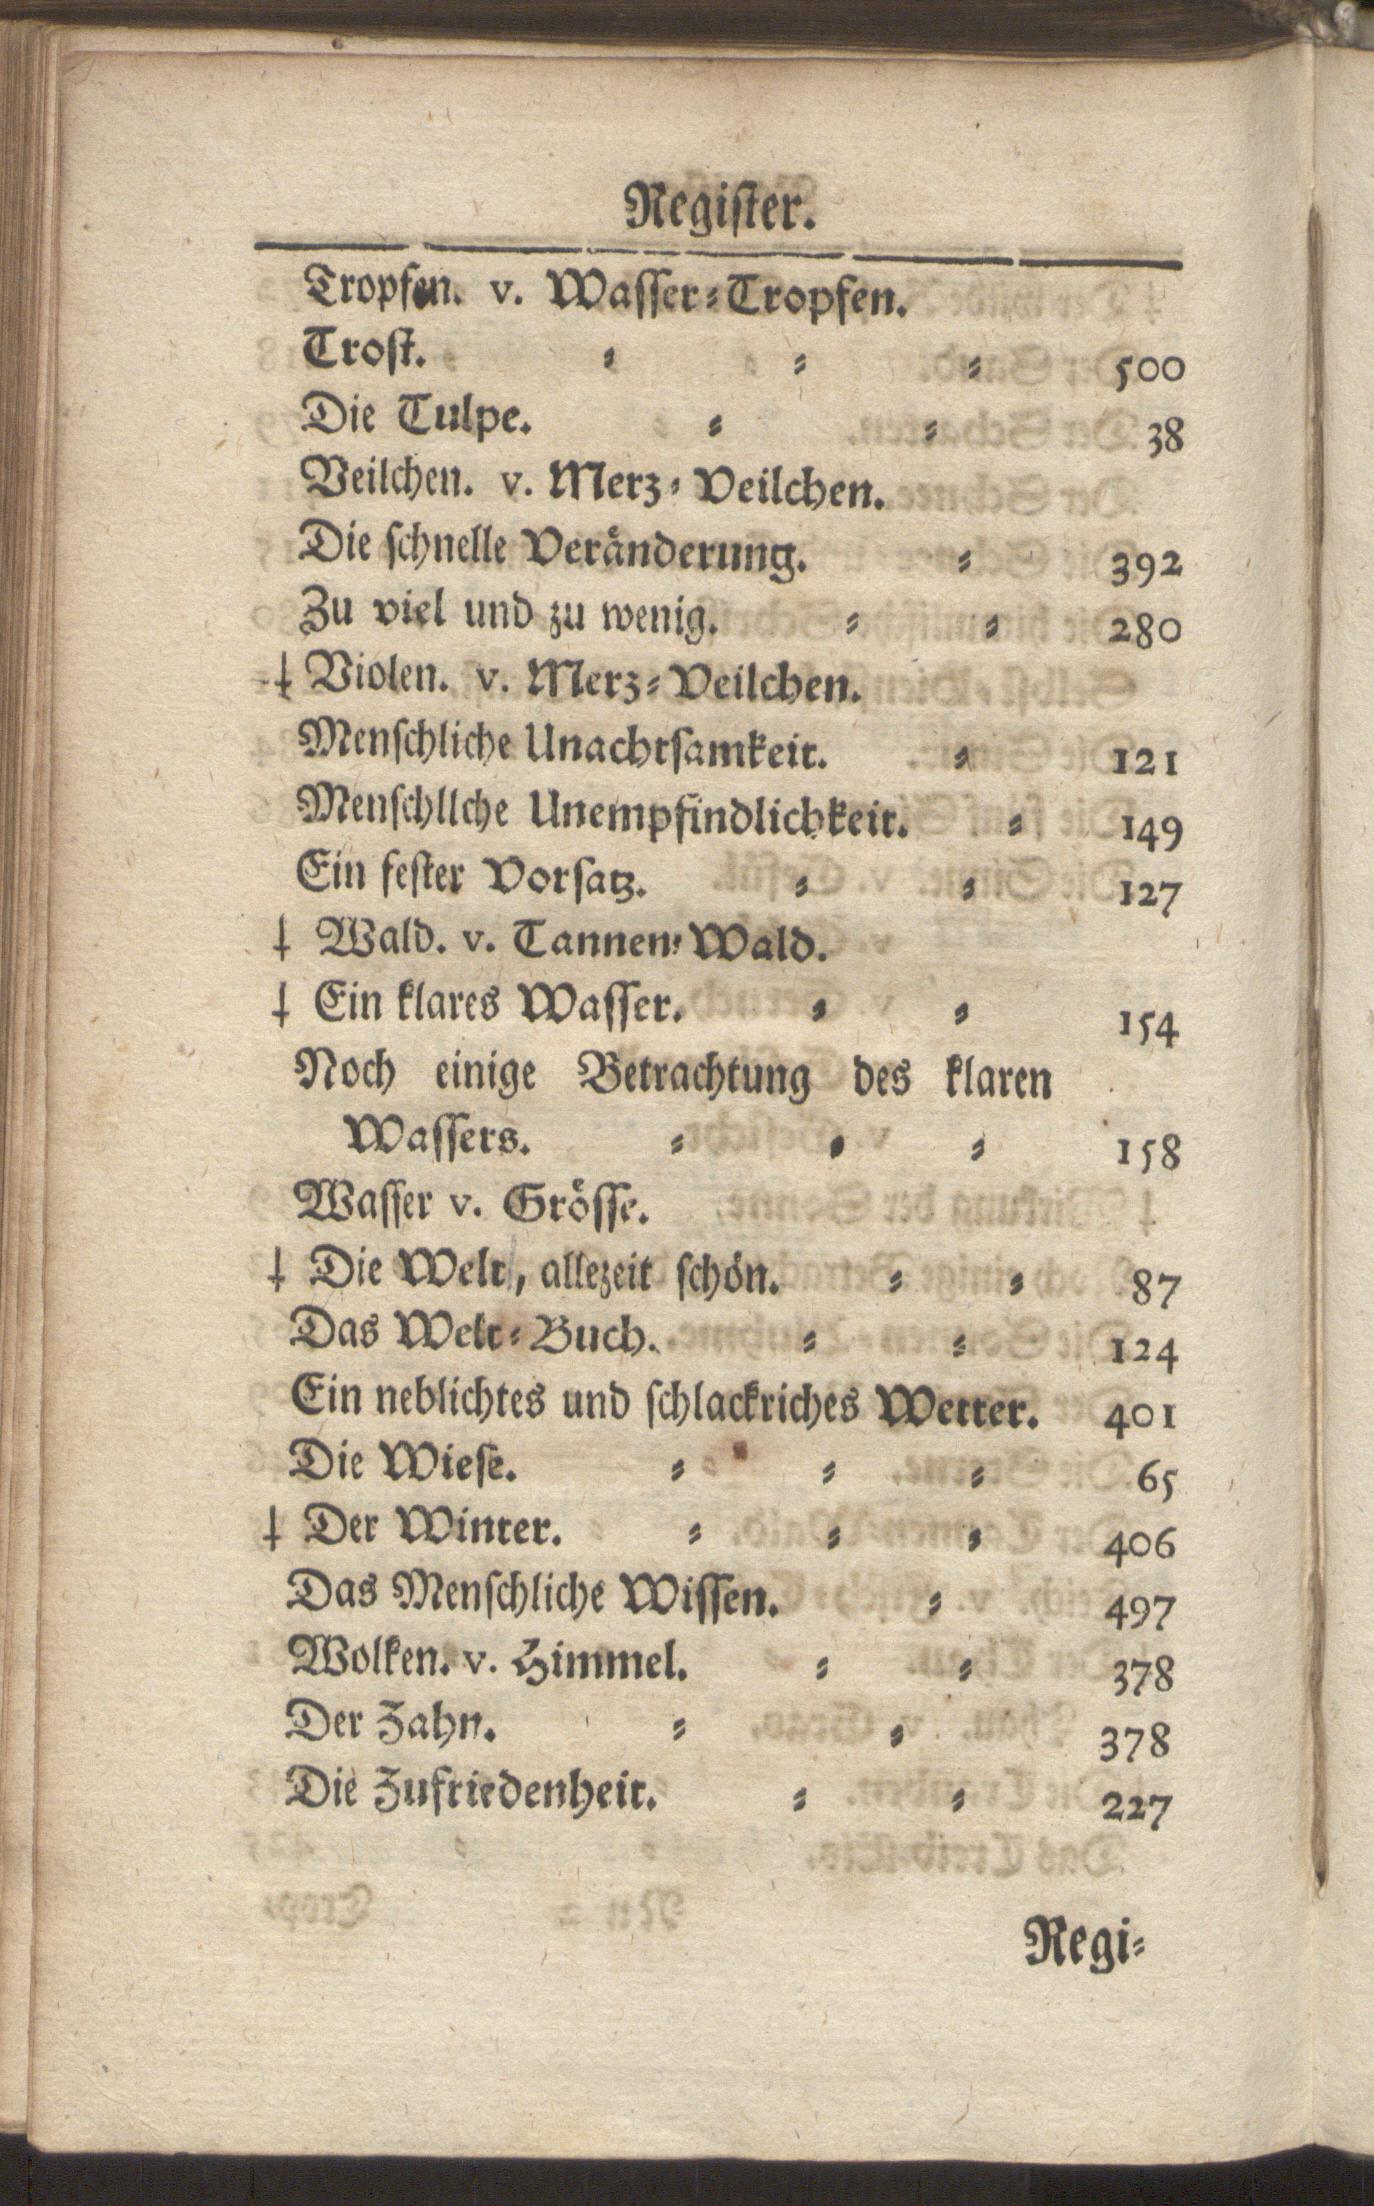 Regiſter.
Tropfen. v. Waſſer⸗Tropfen.
Troſt. ⸗ ⸗ ⸗ 500
Die Tulpe. ⸗ ⸗ 38
Veilchen. v. Merz⸗Veilchen.
Die ſchnelle Veränderung. ⸗ 392
Zu viel und zu wenig. ⸗ ⸗ 280
† Violen. v. Merz⸗Veilchen.
Menſchliche Unachtſamkeit. ⸗ 121
Menſchllche Unempfindlichkeit. ⸗ 149
Ein feſter Vorſatz. ⸗ ⸗ 127
† Wald. v. Tannen⸗Wald.
† Ein klares Waſſer. ⸗ ⸗ 154
Noch einige Betrachtung des klaren
Waſſers. ⸗ ⸗ ⸗ 158
Waſſer v. Gröſſe.
† Die Welt, allezeit ſchön. ⸗ ⸗ 87
Das Welt⸗Buch. ⸗ ⸗ 124
Ein neblichtes und ſchlackriches Wetter. 401
Die Wieſe. ⸗ ⸗ ⸗ 65
† Der Winter. ⸗ ⸗ ⸗ 406
Das Menſchliche Wiſſen. ⸗ 497
Wolken. v. Himmel. ⸗ ⸗ 378
Der Zahn. ⸗ ⸗ 378
Die Zufriedenheit. ⸗ ⸗ 227
Regi⸗